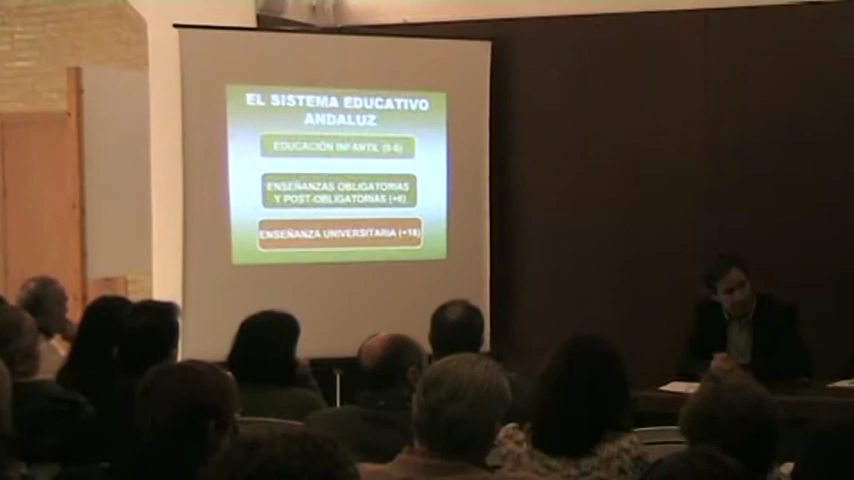 EL SISTEMA EDUCATIVO
ANDALUZ
EDUCACIÓN INFANTIL (0-6)
ENSEÑANZAS OBLIGATORIAS
Y POST-OBLIGATORIAS (+6)
ENSEÑANZA UNIVERSITARIA (+18)